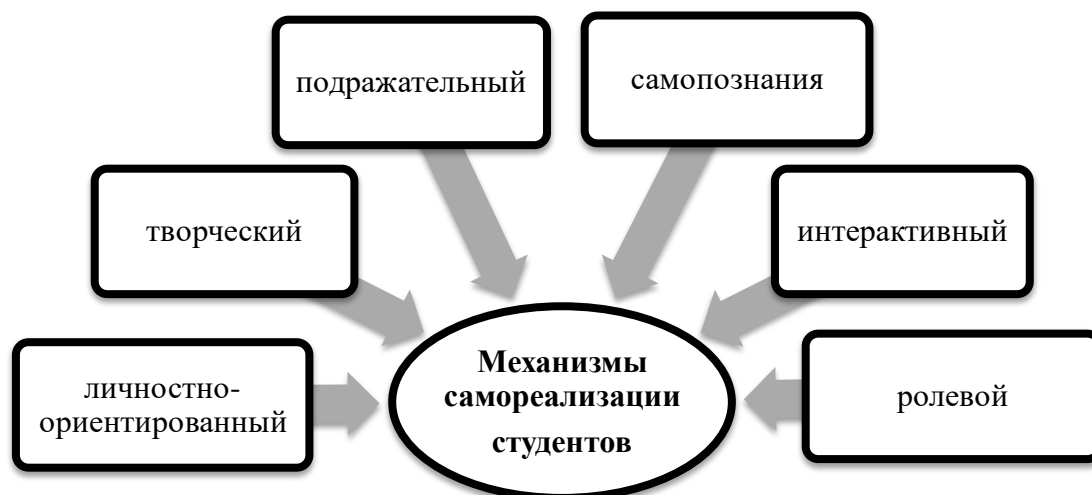 подражательный
самопознания
творческий
интерактивный
личностно-
ориентированный
Механизмы
самореализации
студентов
ролевой